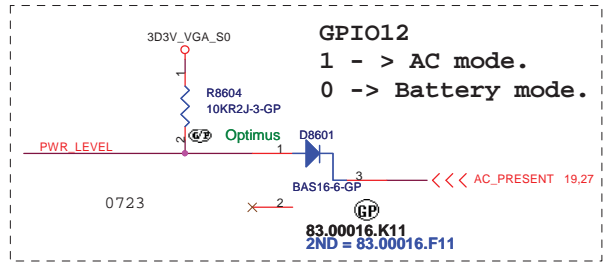 3D3V_VGA_S0
GPIO12
1 - > AC mode.
0 -> Battery mode.
1
R8604
10KR2J-3-GP
2
G/P
Optimus
D8601
PWR_LEVEL
1
3
AC_PRESENT 19,27
BAS16-6-GP
0723
2
GP
83.00016.K11
2ND = 83.00016.F11